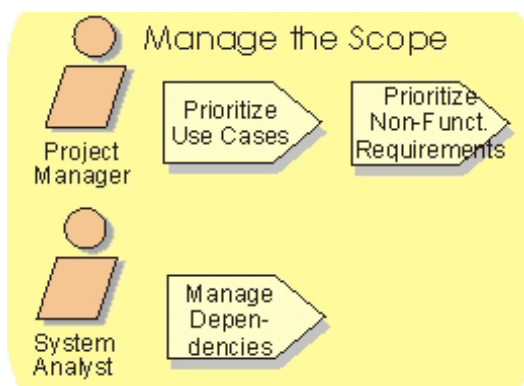 Manage the Scope
Prioritize
Use Cases
Prioritize
Non-Funct.
Requirements
Project
Manager
Manage
Depen-
dencies
System
Analyst